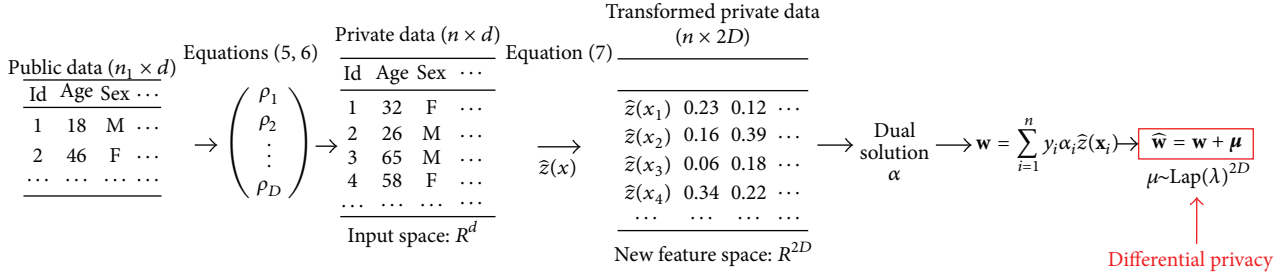 Public data (n₁ × d)
Id Age Sex ⋯
1 18 M ⋯
2 46 F ⋯
⋯ ⋯ ⋯ ⋯
→
Equations (5, 6)
ρ₁
ρ₂
⋮
ρ_D
→
Private data (n × d)
Id Age Sex ⋯
1 32 F ⋯
2 26 M ⋯
3 65 M ⋯
4 58 F ⋯
⋯ ⋯ ⋯ ⋯
Input space: R^d
Equation (7)
→
ẑ(x)
Transformed private data
(n × 2D)
ẑ(x₁) 0.23 0.12 ⋯
ẑ(x₂) 0.16 0.39 ⋯
ẑ(x₃) 0.06 0.18 ⋯
ẑ(x₄) 0.34 0.22 ⋯
⋯ ⋯ ⋯ ⋯
New feature space: R^{2D}
→
Dual
solution
α
→ w = ∑_{i=1}^{n} y_i α_i ẑ(x_i) →
ŵ = w + μ
μ~Lap(λ)^{2D}
Differential privacy